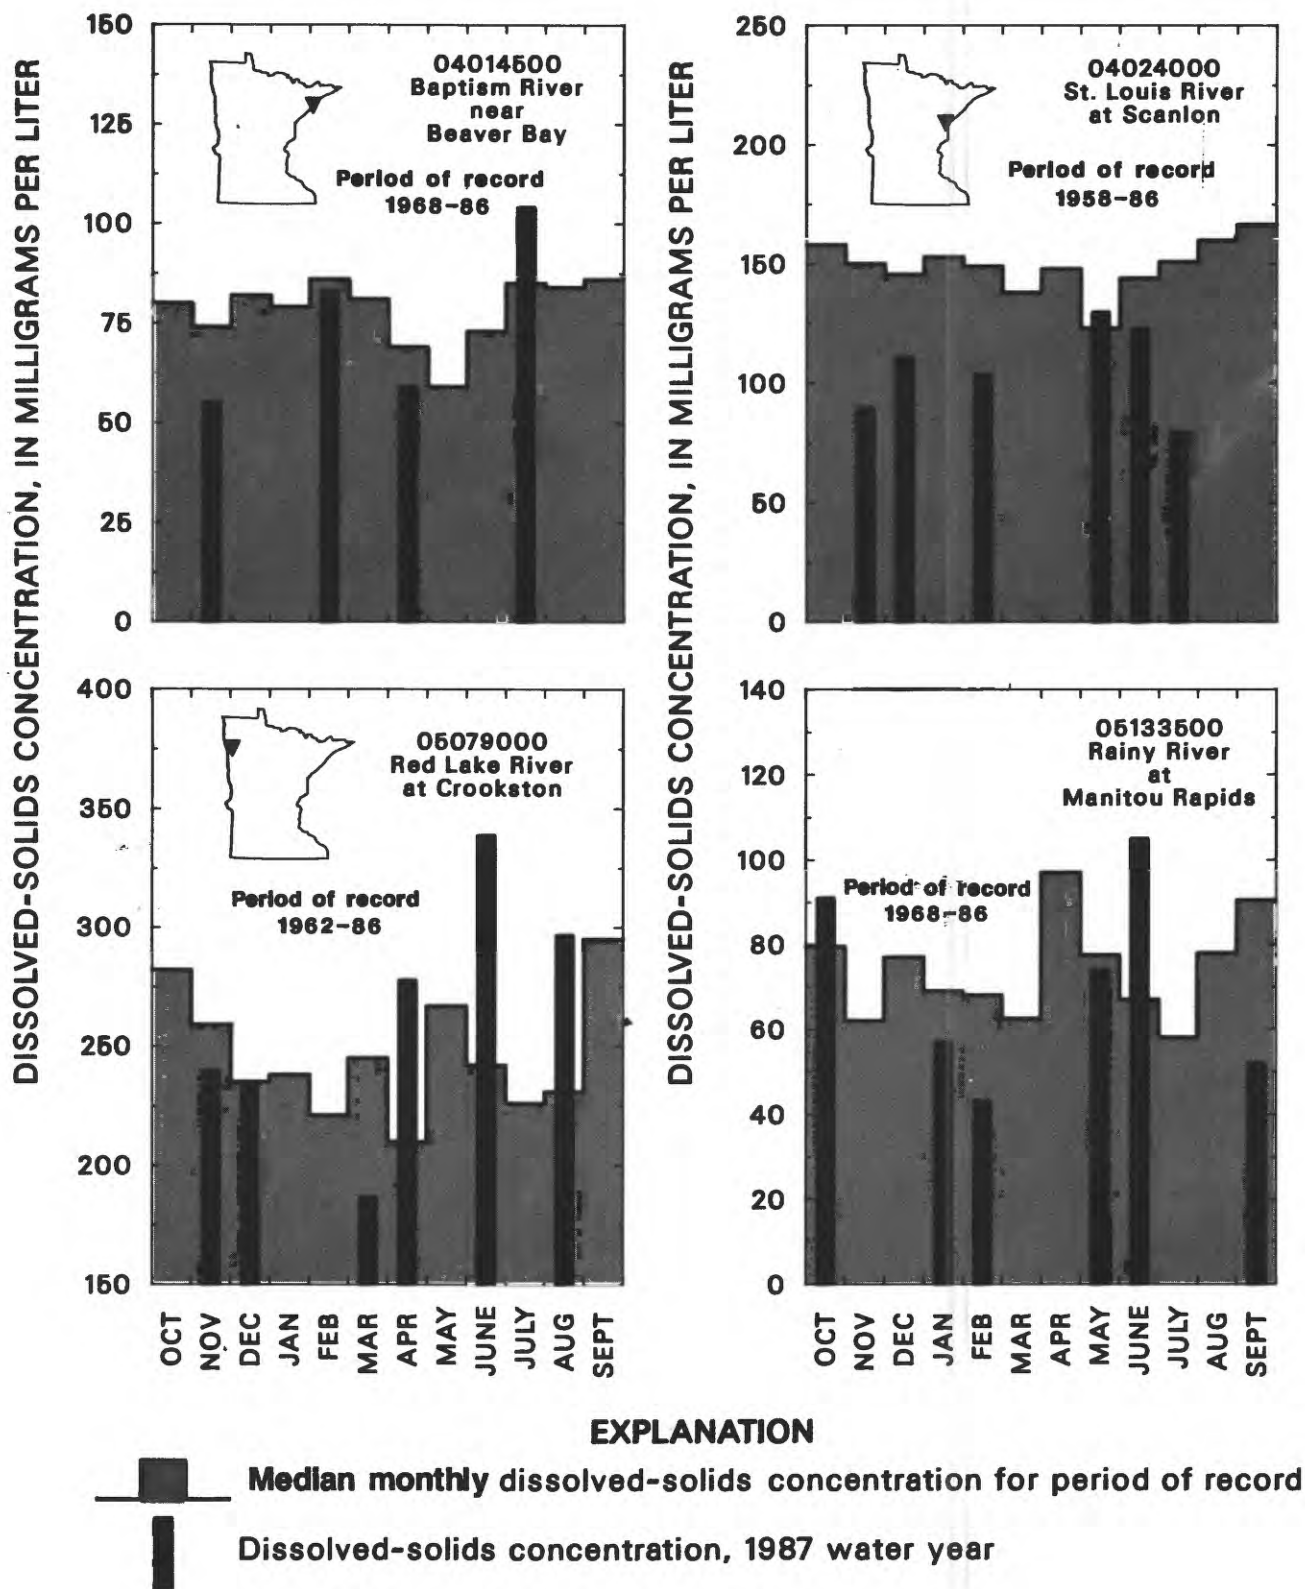 DISSOLVED-SOLIDS CONCENTRATION, IN MILLIGRAMS PER LITER
150
125
100
75
50
25
0
04014500
Baptism River
near
Beaver Bay
Period of record
1968-86
DISSOLVED-SOLIDS CONCENTRATION, IN MILLIGRAMS PER LITER
250
200
150
100
50
0
04024000
St. Louis River
at Scanlon
Period of record
1958-86
400
350
300
250
200
150
05079000
Red Lake River
at Crookston
Period of record
1962-86
OCT
NOV
DEC
JAN
FEB
MAR
APR
MAY
JUNE
JULY
AUG
SEPT
140
120
100
80
60
40
20
0
05133500
Rainy River
at
Manitou Rapids
Period of record
1968-86
OCT
NOV
DEC
JAN
FEB
MAR
APR
MAY
JUNE
JULY
AUG
SEPT
EXPLANATION
Median monthly dissolved-solids concentration for period of record
Dissolved-solids concentration, 1987 water year